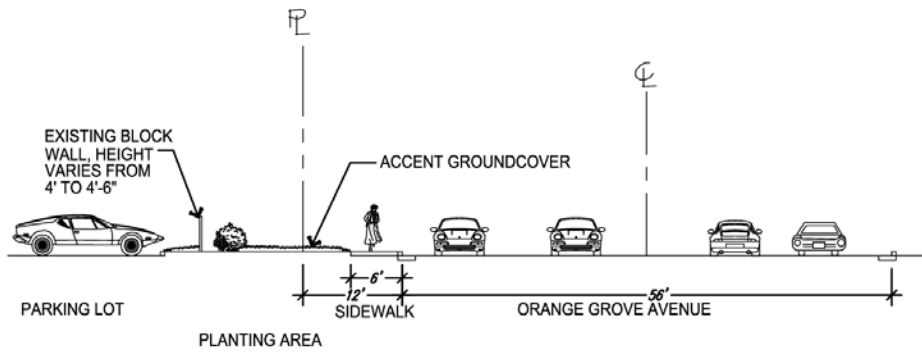 PL
CL
EXISTING BLOCK
WALL, HEIGHT
VARIES FROM
4' TO 4'-6"
ACCENT GROUNDCOVER
6'
12'
56'
PARKING LOT
SIDEWALK
ORANGE GROVE AVENUE
PLANTING AREA